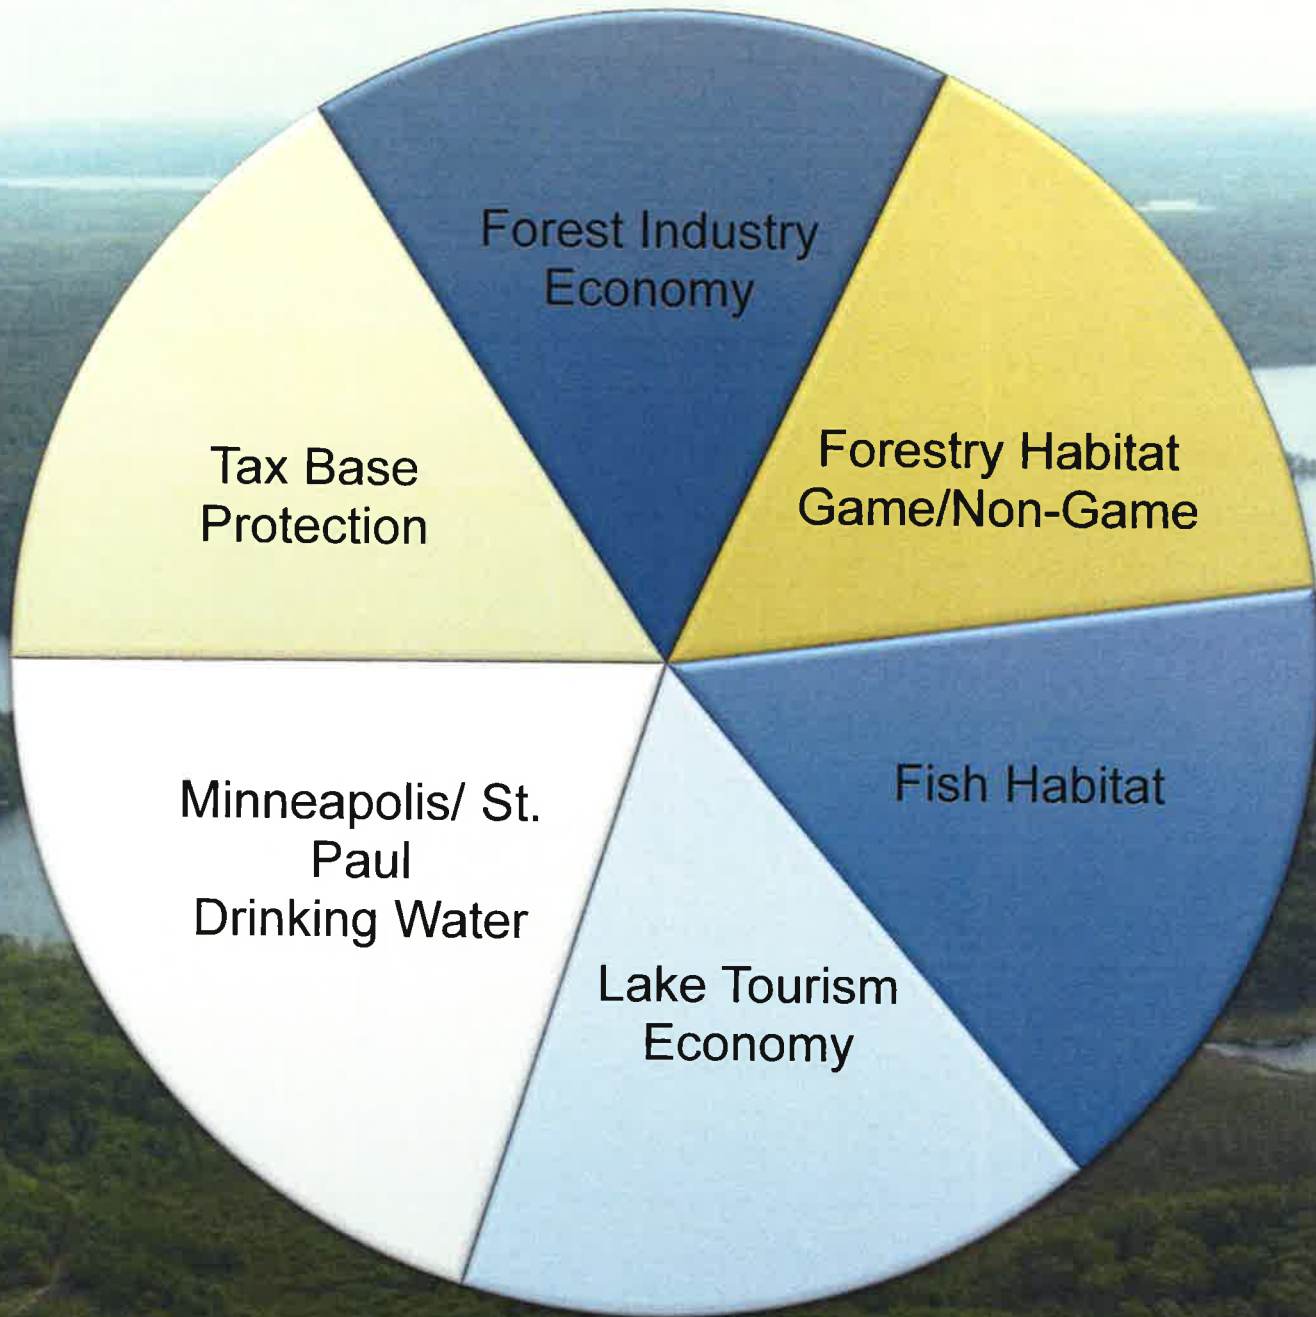 Forest Industry
Economy
Forestry Habitat
Game/Non-Game
Tax Base
Protection
Fish Habitat
Minneapolis/ St.
Paul
Drinking Water
Lake Tourism
Economy